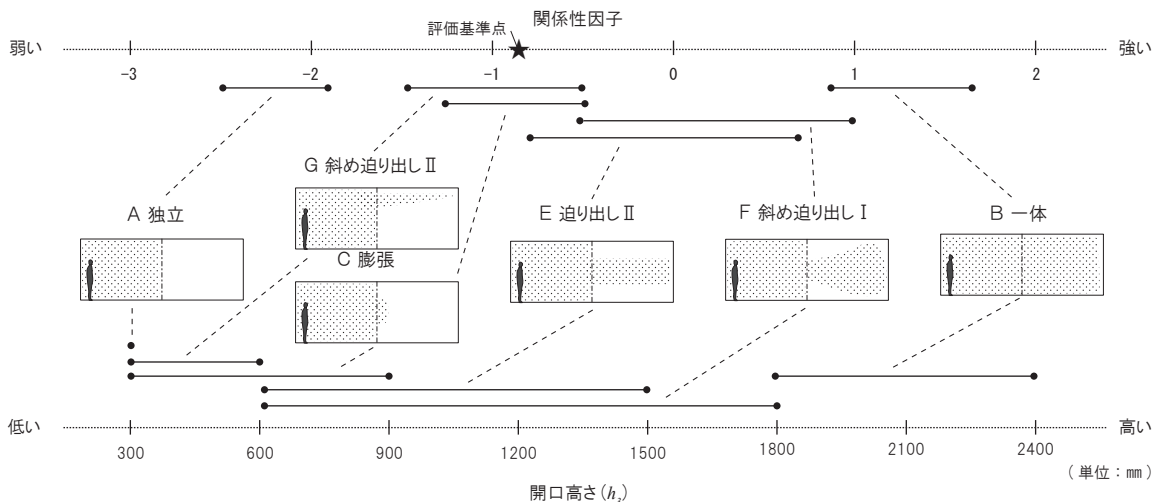 関係性因子
評価基準点
弱い
強い
-3 -2 -1 0 1 2
G 斜め迫り出しⅡ
A 独立
E 迫り出しⅡ
F 斜め迫り出しⅠ
B 一体
C 膨張
低い
高い
300 600 900 1200 1500 1800 2100 2400
(単位:㎜)
開口高さ(h₂)